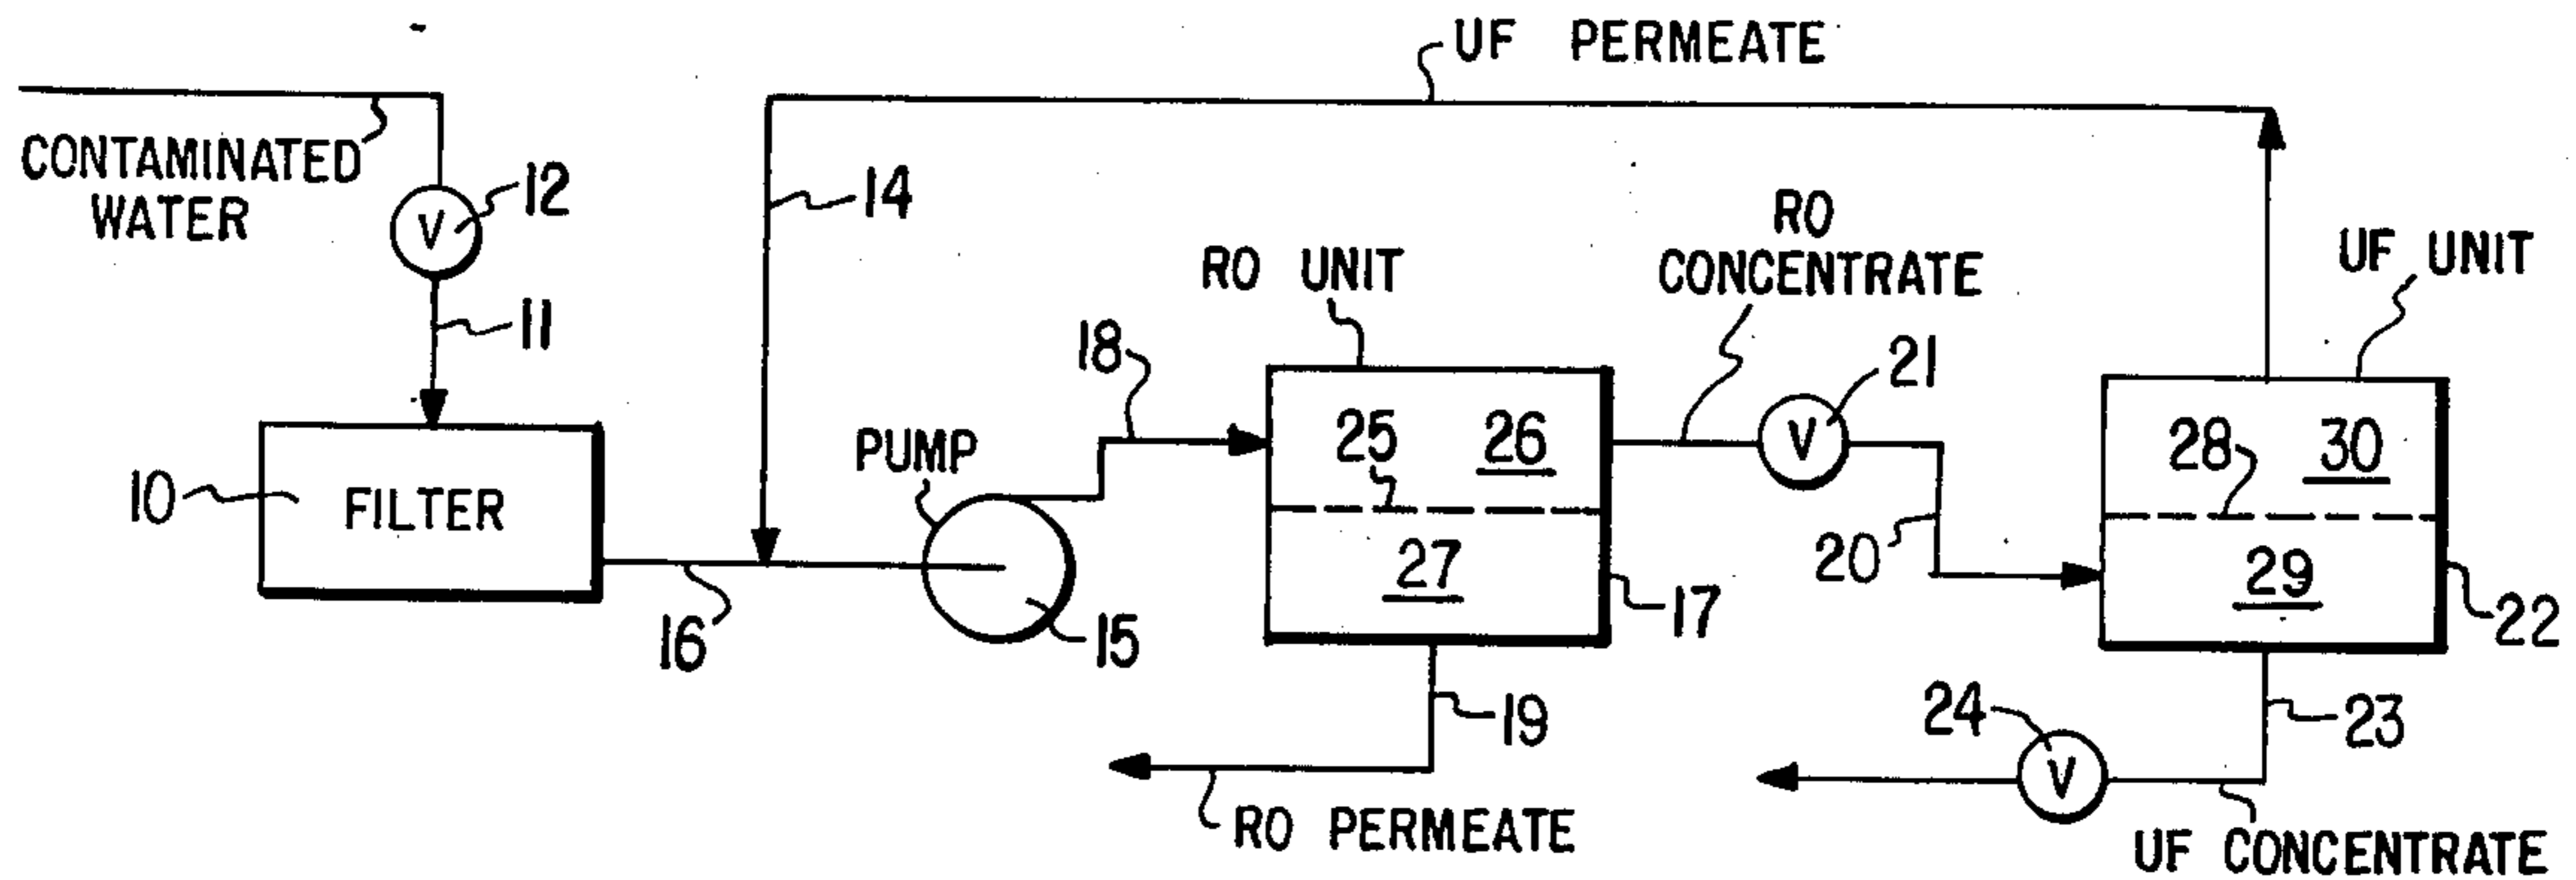 UF PERMEATE
CONTAMINATED
WATER
V
12
14
11
RO UNIT
RO
CONCENTRATE
UF UNIT
18
21
V
PUMP
25
26
28
30
10
FILTER
27
20
29
16
15
17
22
19
24
V
23
RO PERMEATE
UF CONCENTRATE